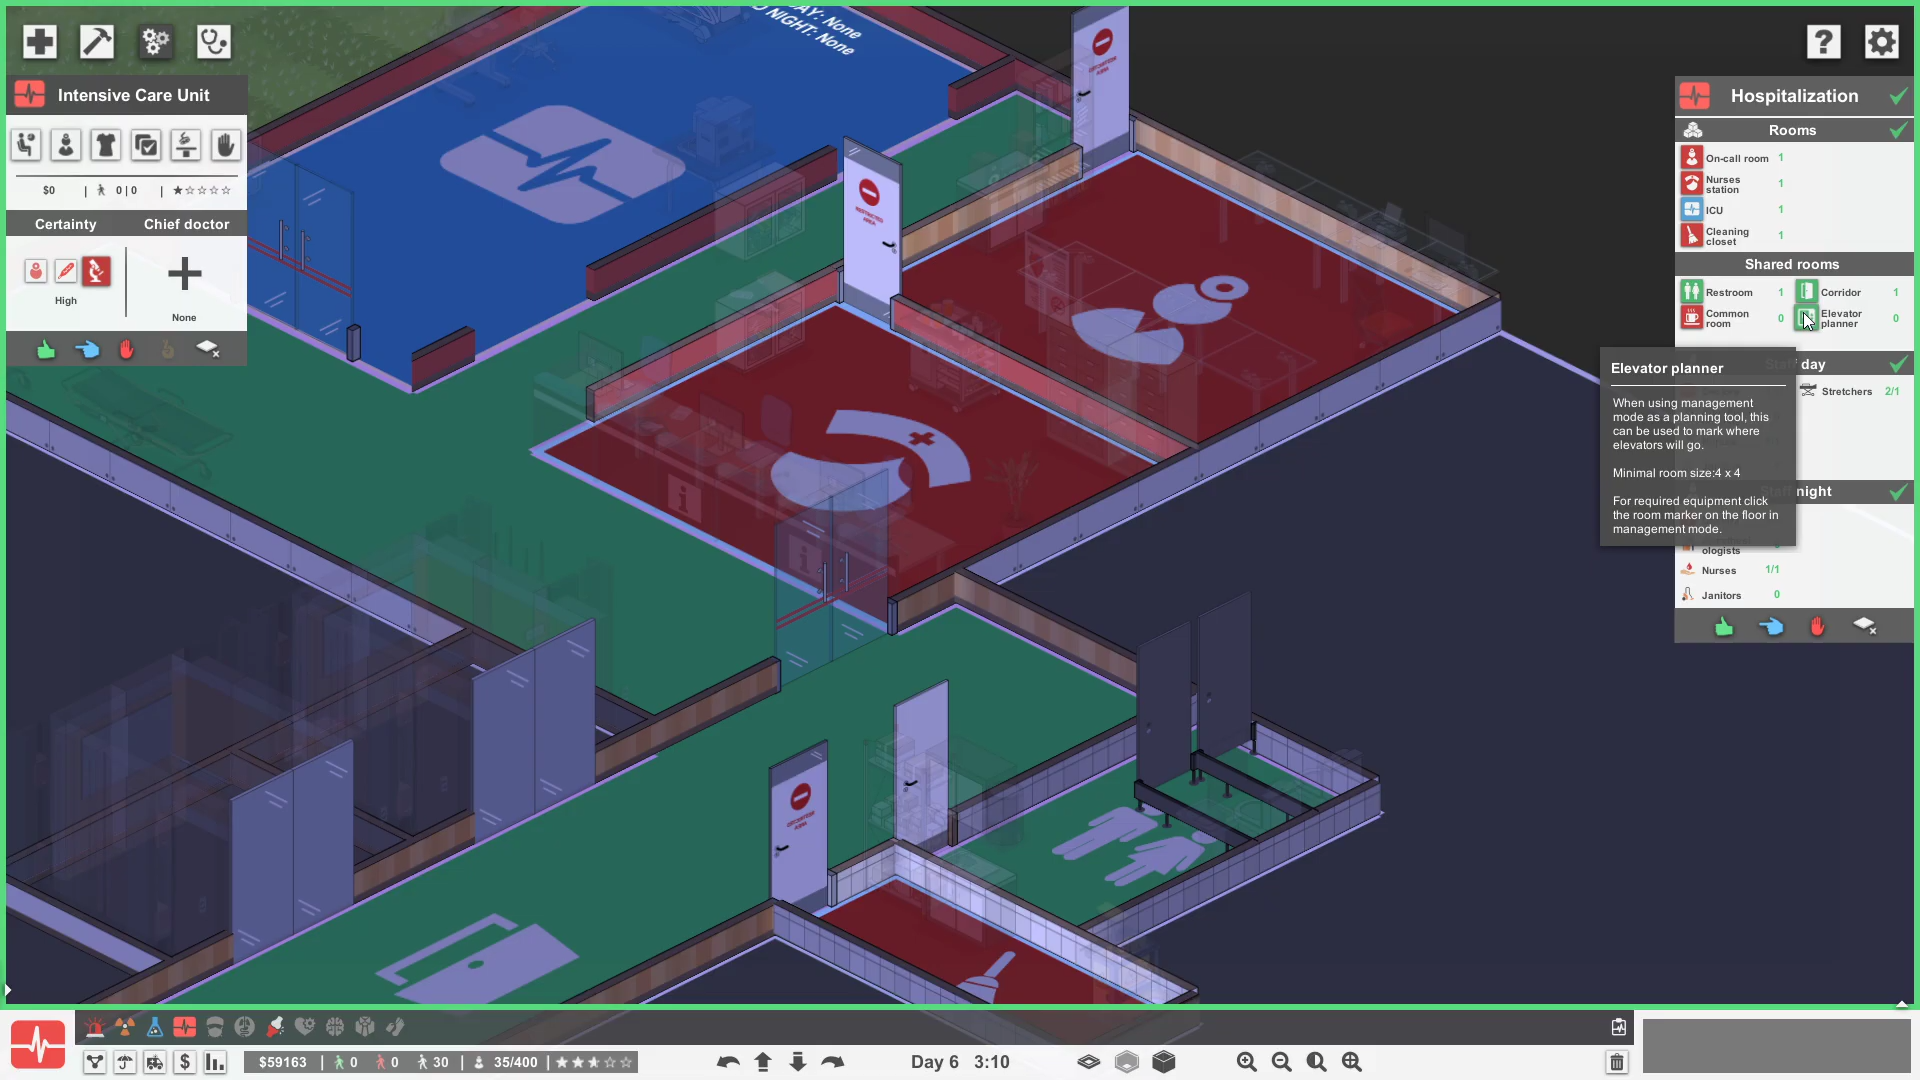 AY: None
NIGHT: None
RESTRICTED
AREA
Intensive Care Unit
$0 | 0|0 |
Certainty
Chief doctor
High
None
Hospitalization
Rooms
On-call room 1
Nurses
station 1
ICU 1
Cleaning
closet 1
Shared rooms
Restroom 1
Corridor 1
Common
room 0
Elevator
planner 0
day
Stretchers 2/1
night
ologists
Nurses 1/1
Janitors 0
Elevator planner
When using management
mode as a planning tool, this
can be used to mark where
elevators will go.
Minimal room size:4 x 4
For required equipment click
the room marker on the floor in
management mode.
$59163 | 0 0 30 | 35/400 |
Day 6 3:10